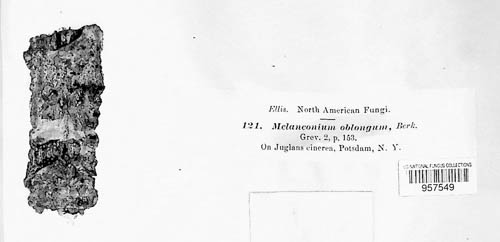 Ellis. North American Fungi.
121. Melanconium oblongum, Berk.
Grev. 2, p. 153.
On Juglans cinerea, Potsdam, N. Y.
US NATIONAL FUNGUS COLLECTIONS
957549